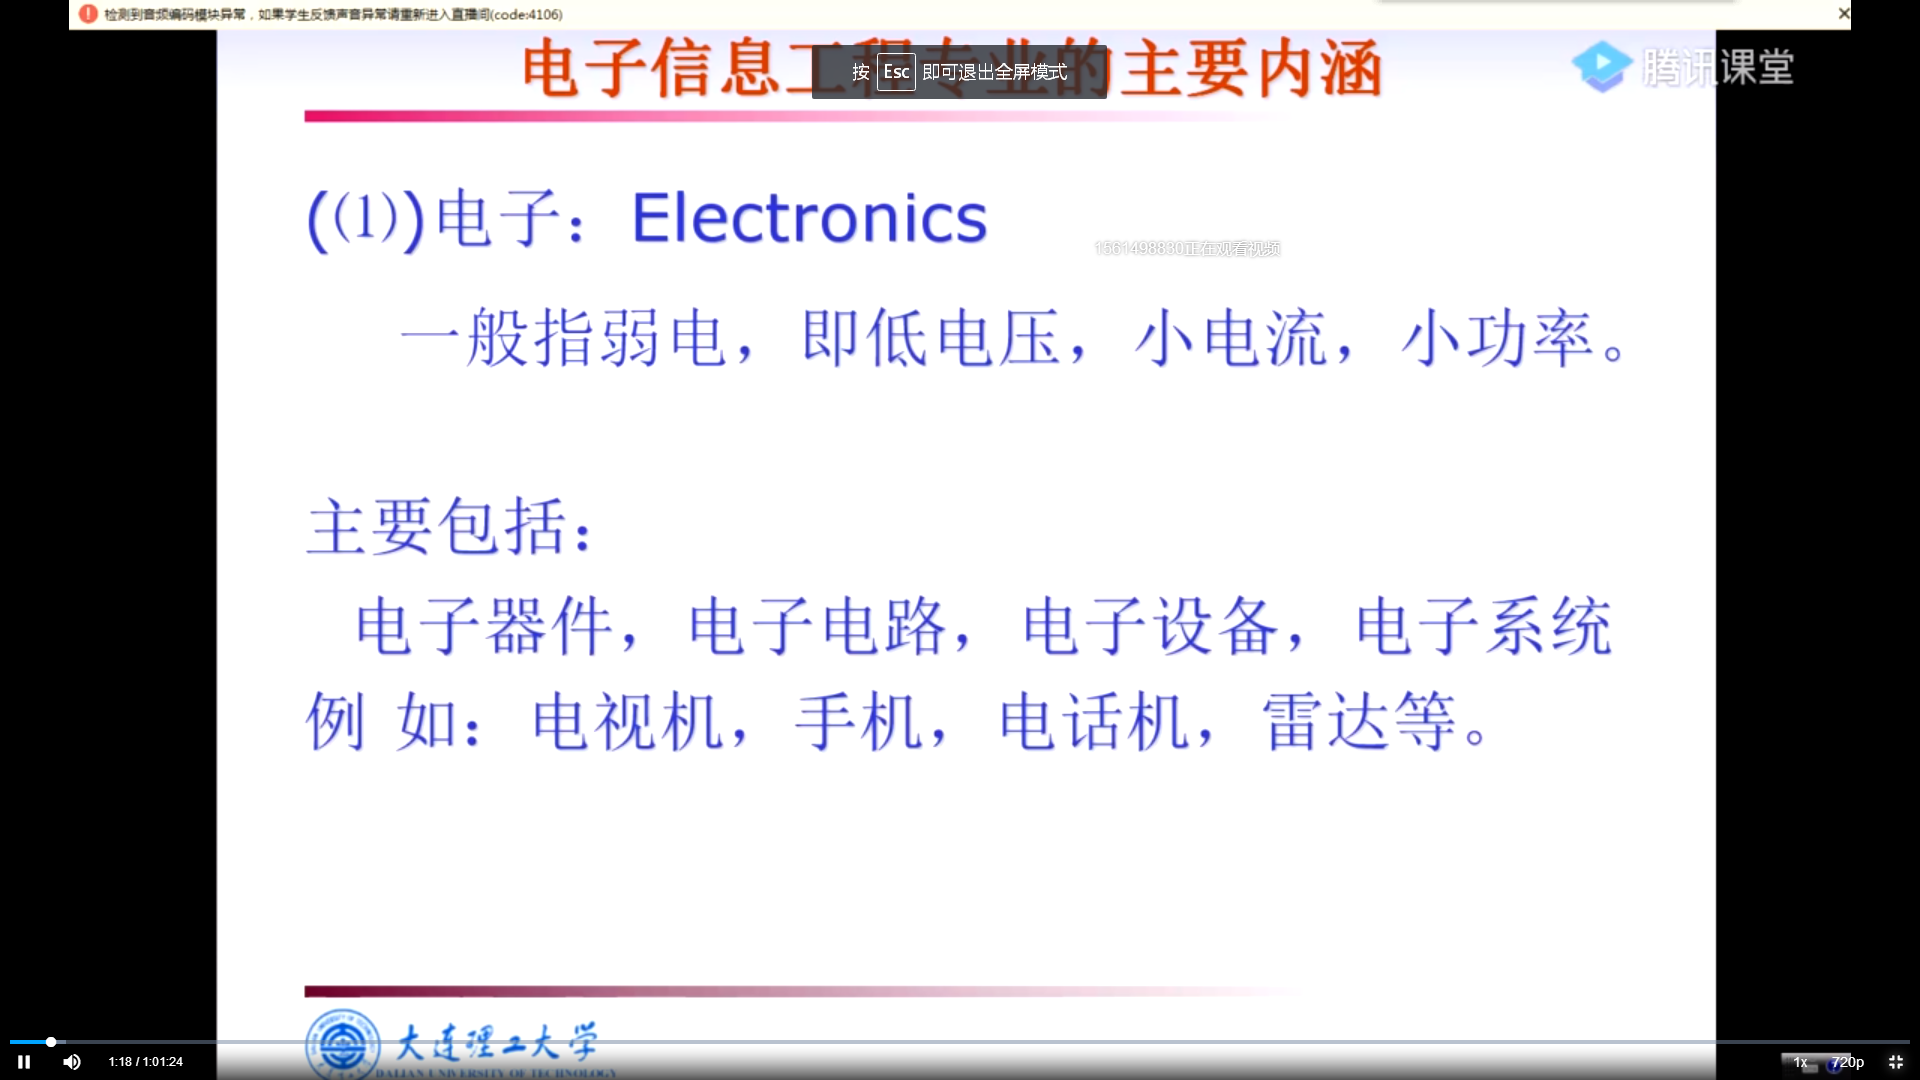 检测到音频编码模块异常，如果学生反馈声音异常请重新进入直播间(code:4106)
电子信息工程专业的主要内涵
按 Esc 即可退出全屏模式
腾讯课堂
((1))电子：Electronics
1561498830正在观看视频
一般指弱电，即低电压，小电流，小功率。
主要包括：
电子器件，电子电路，电子设备，电子系统
例 如：电视机，手机，电话机，雷达等。
大连理工大学
DALIAN UNIVERSITY OF TECHNOLOGY
1:18 / 1:01:24
1x
720p